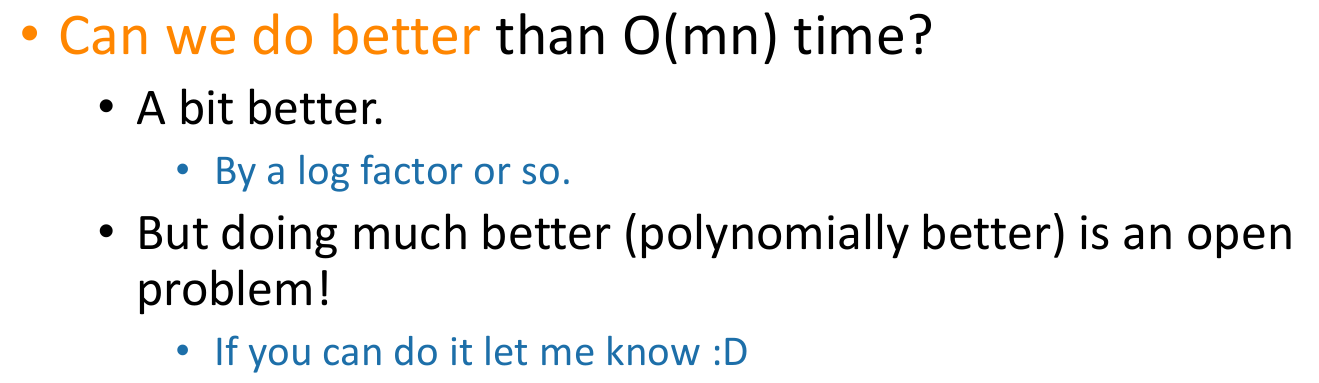 • Can we do better than O(mn) time?
• A bit better.
• By a log factor or so.
• But doing much better (polynomially better) is an open
problem!
• If you can do it let me know :D